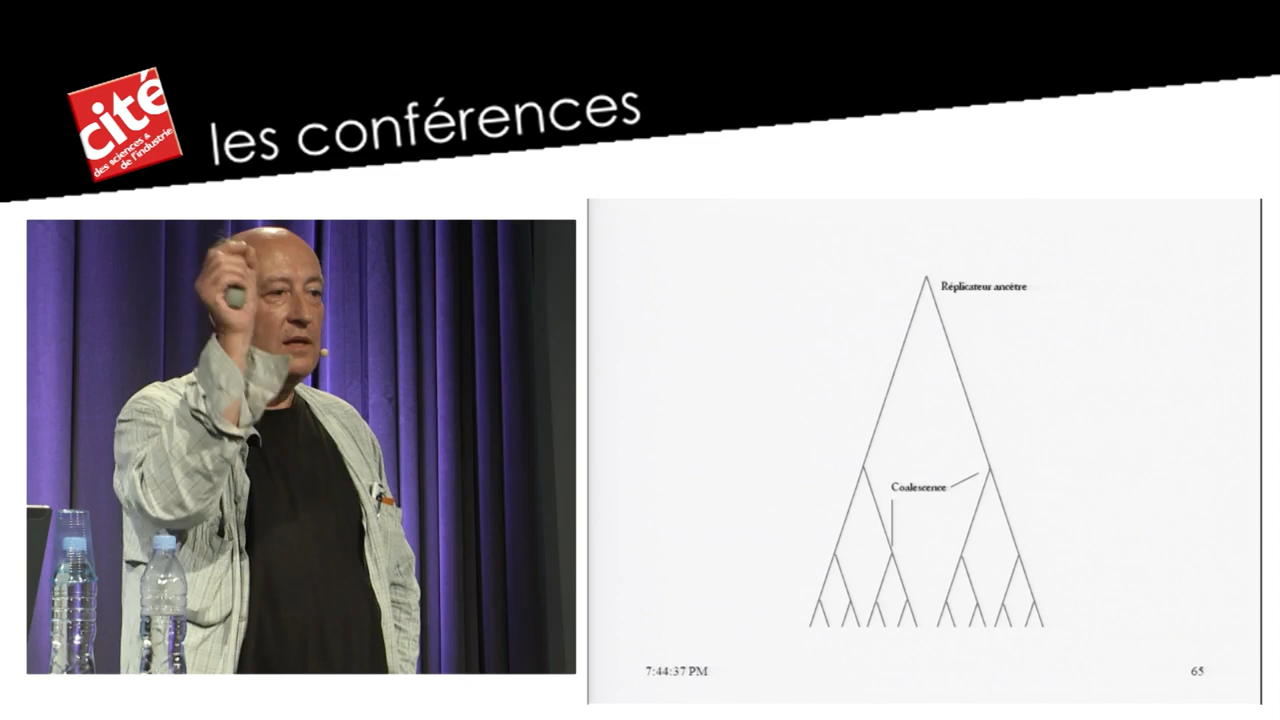 cité
des sciences &
de l'industrie
les conférences
Réplicateur ancêtre
Coalescence
7:44:37 PM
65